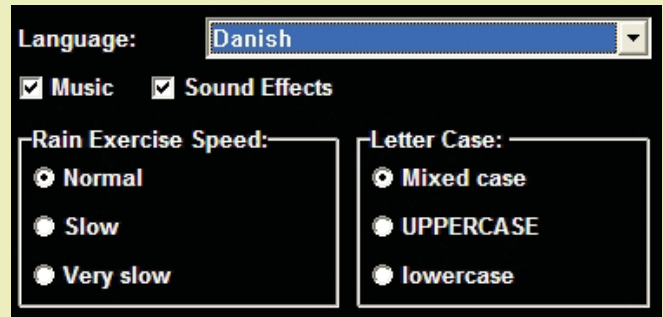 Language: Danish
Music Sound Effects
Rain Exercise Speed: Letter Case:
Normal Mixed case
Slow UPPERCASE
Very slow lowercase